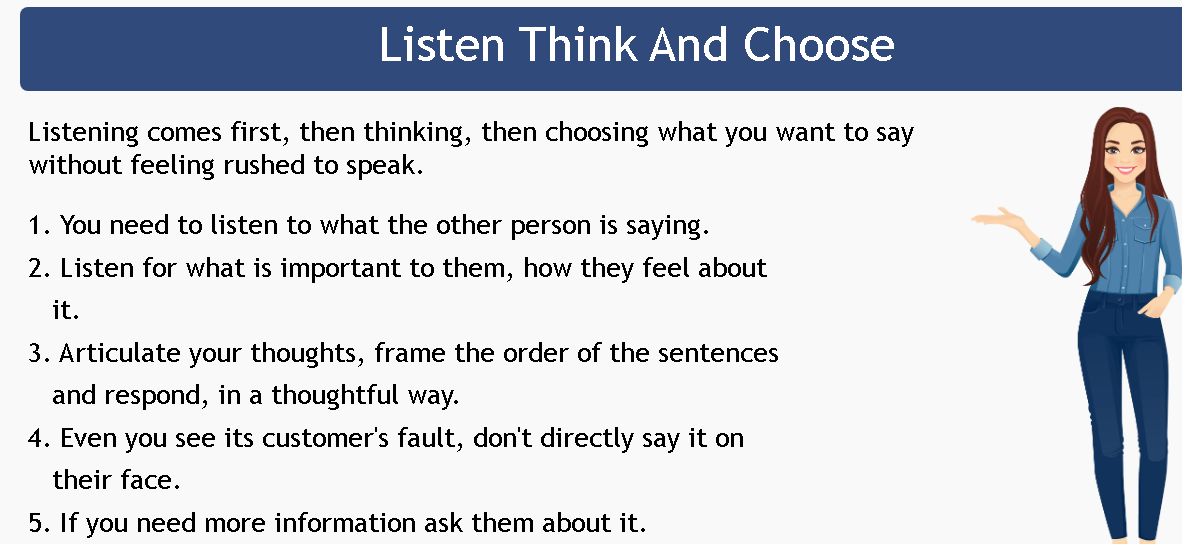 Listen Think And Choose
Listening comes first, then thinking, then choosing what you want to say
without feeling rushed to speak.
1. You need to listen to what the other person is saying.
2. Listen for what is important to them, how they feel about
it.
3. Articulate your thoughts, frame the order of the sentences
and respond, in a thoughtful way.
4. Even you see its customer's fault, don't directly say it on
their face.
5. If you need more information ask them about it.